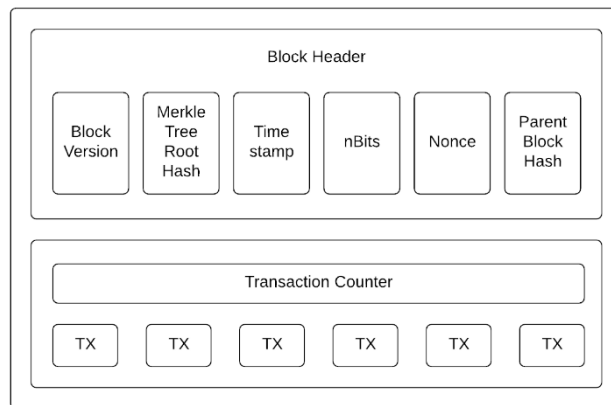 Block Header
Block
Version
Merkle
Tree
Root
Hash
Time
stamp
nBits
Nonce
Parent
Block
Hash
Transaction Counter
TX
TX
TX
TX
TX
TX